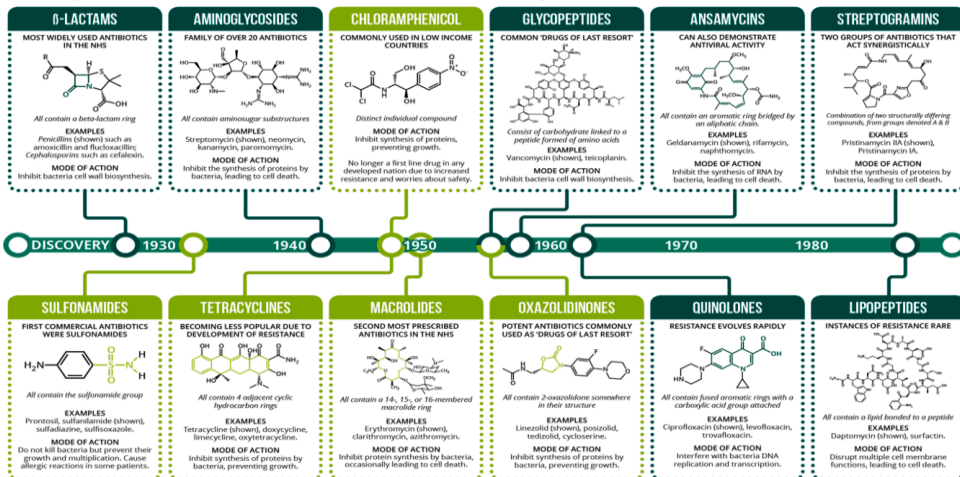 ß-LACTAMS
MOST WIDELY USED ANTIBIOTICS
IN THE NHS
All contain a beta-lactam ring
EXAMPLES
Penicillins (shown) such as
amoxicillin and flucloxacillin;
Cephalosporins such as cefalexin.
MODE OF ACTION
Inhibit bacteria cell wall biosynthesis.
AMINOGLYCOSIDES
FAMILY OF OVER 20 ANTIBIOTICS
All contain aminosugar substructures
EXAMPLES
Streptomycin (shown), neomycin,
kanamycin, paromomycin.
MODE OF ACTION
Inhibit the synthesis of proteins by
bacteria, leading to cell death.
CHLORAMPHENICOL
COMMONLY USED IN LOW INCOME
COUNTRIES
Distinct individual compound
MODE OF ACTION
Inhibit synthesis of proteins,
preventing growth.
No longer a first line drug in any
developed nation due to increased
resistance and worries about safety.
GLYCOPEPTIDES
COMMON 'DRUGS OF LAST RESORT'
Consist of carbohydrate linked to a
peptide formed of amino acids
EXAMPLES
Vancomycin (shown), teicoplanin.
MODE OF ACTION
Inhibit bacteria cell wall biosynthesis.
ANSAMYCINS
CAN ALSO DEMONSTRATE
ANTIVIRAL ACTIVITY
All contain an aromatic ring bridged by
an aliphatic chain.
EXAMPLES
Geldanamycin (shown), rifamycin,
naphthomycin.
MODE OF ACTION
Inhibit the synthesis of RNA by
bacteria, leading to cell death.
STREPTOGRAMINS
TWO GROUPS OF ANTIBIOTICS THAT
ACT SYNERGISTICALLY
Combination of two structurally differing
compounds, from groups denoted A & B
EXAMPLES
Pristinamycin IIA (shown),
Pristinamycin IA.
MODE OF ACTION
Inhibit the synthesis of proteins by
bacteria, leading to cell death.
DISCOVERY 1930 1940 1950 1960 1970 1980
SULFONAMIDES
FIRST COMMERCIAL ANTIBIOTICS
WERE SULFONAMIDES
All contain the sulfonamide group
EXAMPLES
Prontosil, sulfanilamide (shown),
sulfadiazine, sulfisoxazole.
MODE OF ACTION
Do not kill bacteria but prevent their
growth and multiplication. Cause
allergic reactions in some patients.
TETRACYCLINES
BECOMING LESS POPULAR DUE TO
DEVELOPMENT OF RESISTANCE
All contain 4 adjacent cyclic
hydrocarbon rings
EXAMPLES
Tetracycline (shown), doxycycline,
limecycline, oxytetracycline.
MODE OF ACTION
Inhibit synthesis of proteins by
bacteria, preventing growth.
MACROLIDES
SECOND MOST PRESCRIBED
ANTIBIOTICS IN THE NHS
All contain a 14-, 15-, or 16-membered
macrolide ring
EXAMPLES
Erythromycin (shown),
clarithromycin, azithromycin.
MODE OF ACTION
Inhibit protein synthesis by bacteria,
occasionally leading to cell death.
OXAZOLIDINONES
POTENT ANTIBIOTICS COMMONLY
USED AS 'DRUGS OF LAST RESORT'
All contain 2-oxazolidone somewhere
in their structure
EXAMPLES
Linezolid (shown), posizolid,
tedizolid, cycloserine.
MODE OF ACTION
Inhibit synthesis of proteins by
bacteria, preventing growth.
QUINOLONES
RESISTANCE EVOLVES RAPIDLY
All contain fused aromatic rings with a
carboxylic acid group attached
EXAMPLES
Ciprofloxacin (shown), levofloxacin,
trovafloxacin.
MODE OF ACTION
Interfere with bacteria DNA
replication and transcription.
LIPOPEPTIDES
INSTANCES OF RESISTANCE RARE
All contain a lipid bonded to a peptide
EXAMPLES
Daptomycin (shown), surfactin.
MODE OF ACTION
Disrupt multiple cell membrane
functions, leading to cell death.